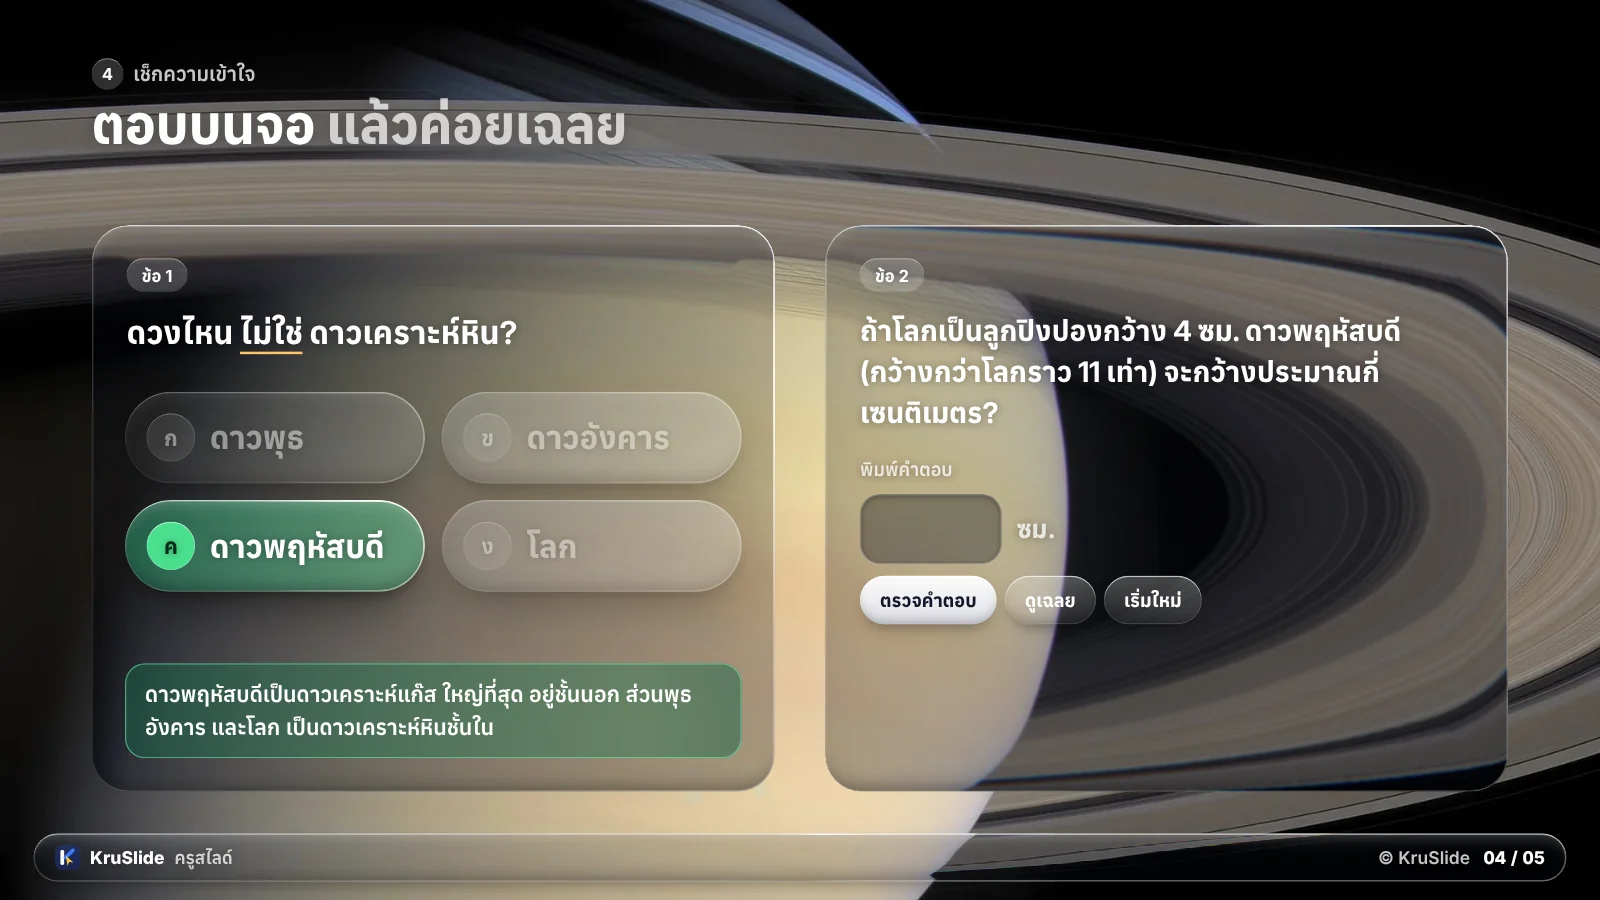 4 เช็กความเข้าใจ
ตอบบนจอ แล้วค่อยเฉลย
ข้อ 1
ดวงไหน ไม่ใช่ ดาวเคราะห์หิน?
ก ดาวพุธ
ข ดาวอังคาร
ค ดาวพฤหัสบดี
ง โลก
ดาวพฤหัสบดีเป็นดาวเคราะห์แก๊ส ใหญ่ที่สุด อยู่ชั้นนอก ส่วนพุธ
อังคาร และโลก เป็นดาวเคราะห์หินชั้นใน
ข้อ 2
ถ้าโลกเป็นลูกปิงปองกว้าง 4 ซม. ดาวพฤหัสบดี
(กว้างกว่าโลกราว 11 เท่า) จะกว้างประมาณกี่
เซนติเมตร?
พิมพ์คำตอบ
ซม.
ตรวจคำตอบ ดูเฉลย เริ่มใหม่
KruSlide ครูสไลด์
© KruSlide 04 / 05